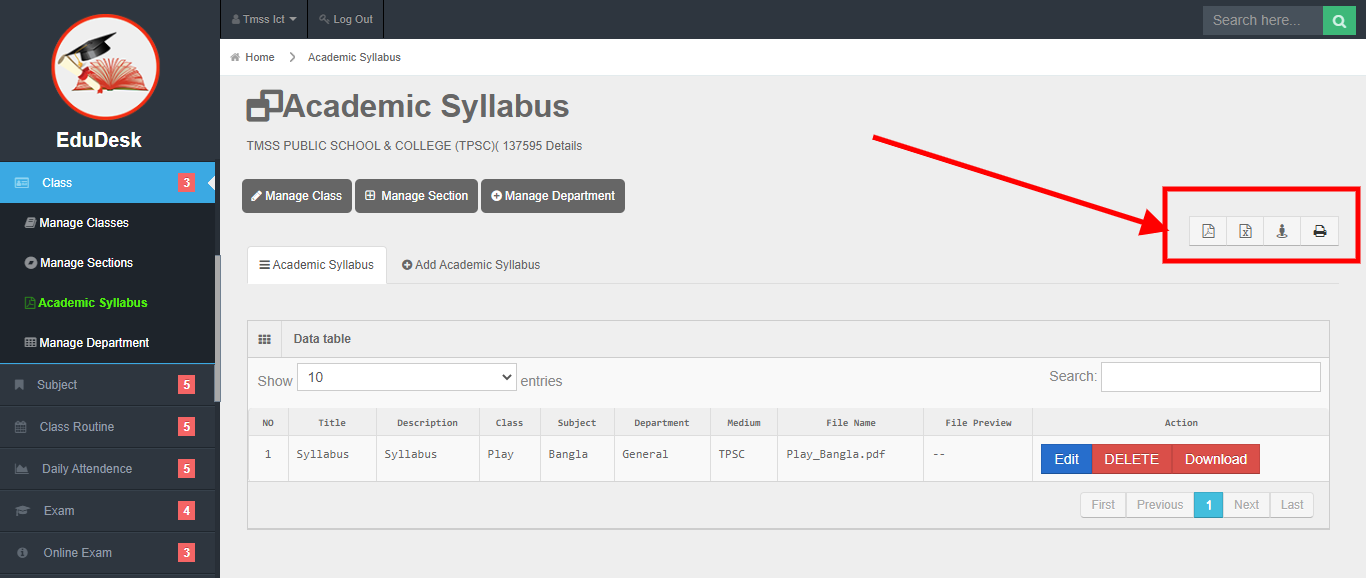 Tmss Ict
Log Out
Search here...
EduDesk
Home
Academic Syllabus
Academic Syllabus
TMSS PUBLIC SCHOOL & COLLEGE (TPSC)( 137595 Details
Class 3
Manage Class
Manage Section
Manage Department
Manage Classes
Manage Sections
Academic Syllabus
Manage Department
Academic Syllabus
Add Academic Syllabus
Data table
Show 10 entries
Search:
Subject 5
Class Routine 5
Daily Attendence 5
Exam 4
Online Exam 3
NO Title Description Class Subject Department Medium File Name File Preview Action
1 Syllabus Syllabus Play Bangla General TPSC Play_Bangla.pdf -- Edit DELETE Download
First Previous 1 Next Last